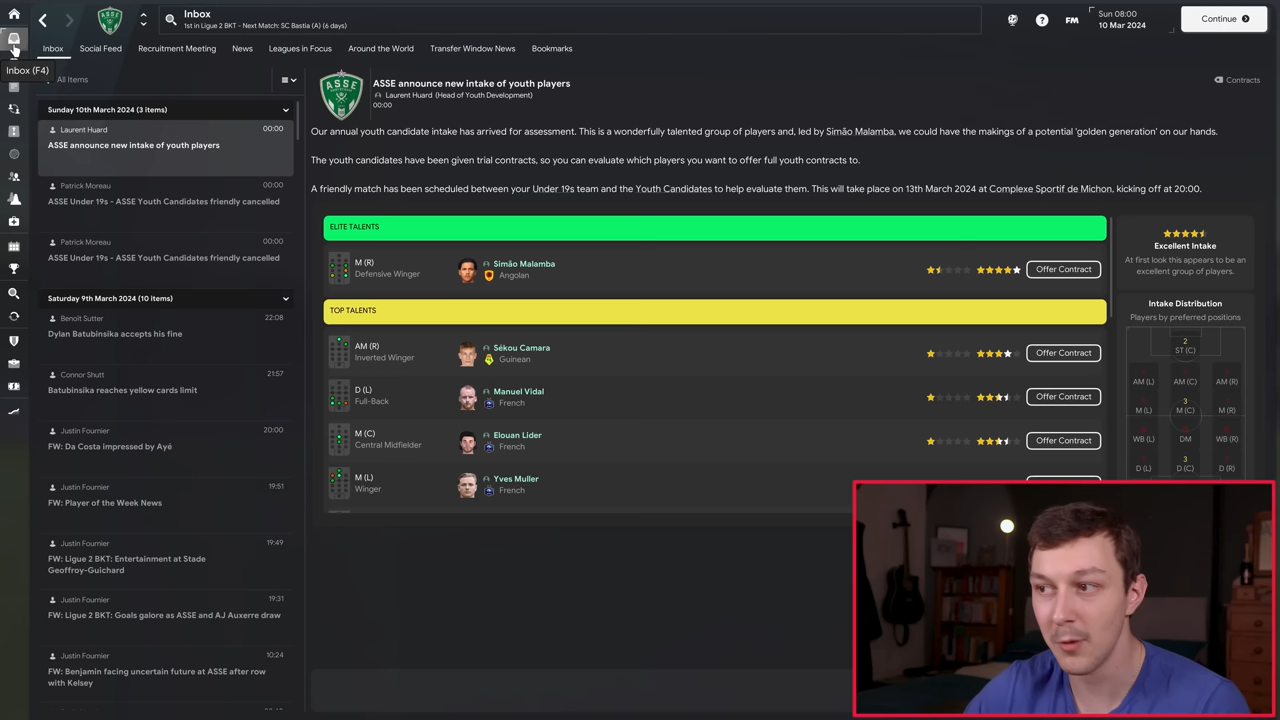 Inbox
1st in Ligue 2 BKT - Next Match: SC Bastia (A) (6 days)
FM
Sun 08:00
10 Mar 2024
Continue
Inbox
Social Feed
Recruitment Meeting
News
Leagues in Focus
Around the World
Transfer Window News
Bookmarks
Inbox (F4)
All Items
Sunday 10th March 2024 (3 items)
Laurent Huard 00:00
ASSE announce new intake of youth players
Patrick Moreau 00:00
ASSE Under 19s - ASSE Youth Candidates friendly cancelled
Patrick Moreau 00:00
ASSE Under 19s - ASSE Youth Candidates friendly cancelled
Saturday 9th March 2024 (10 items)
Benoît Sutter 22:08
Dylan Batubinsika accepts his fine
Connor Shutt 21:57
Batubinsika reaches yellow cards limit
Justin Fournier 20:00
FW: Da Costa impressed by Ayé
Justin Fournier 19:51
FW: Player of the Week News
Justin Fournier 19:49
FW: Ligue 2 BKT: Entertainment at Stade
Geoffroy-Guichard
Justin Fournier 19:31
FW: Ligue 2 BKT: Goals galore as ASSE and AJ Auxerre draw
Justin Fournier 10:24
FW: Benjamin facing uncertain future at ASSE after row
with Kelsey
ASSE
ASSE announce new intake of youth players
Laurent Huard (Head of Youth Development)
00:00
Contracts
Our annual youth candidate intake has arrived for assessment. This is a wonderfully talented group of players and, led by Simão Malamba, we could have the makings of a potential 'golden generation' on our hands.
The youth candidates have been given trial contracts, so you can evaluate which players you want to offer full youth contracts to.
A friendly match has been scheduled between your Under 19s team and the Youth Candidates to help evaluate them. This will take place on 13th March 2024 at Complexe Sportif de Michon, kicking off at 20:00.
ELITE TALENTS
M (R)
Defensive Winger
Simão Malamba
Angolan
Offer Contract
TOP TALENTS
AM (R)
Inverted Winger
Sékou Camara
Guinean
Offer Contract
D (L)
Full-Back
Manuel Vidal
French
Offer Contract
M (C)
Central Midfielder
Elouan Lider
French
Offer Contract
M (L)
Winger
Yves Muller
French
Excellent Intake
At first look this appears to be an
excellent group of players.
Intake Distribution
Players by preferred positions
2
ST (C)
AM (L)
AM (C)
AM (R)
3
M (L)
M (C)
M (R)
WB (L)
DM
WB (R)
3
D (L)
D (C)
D (R)